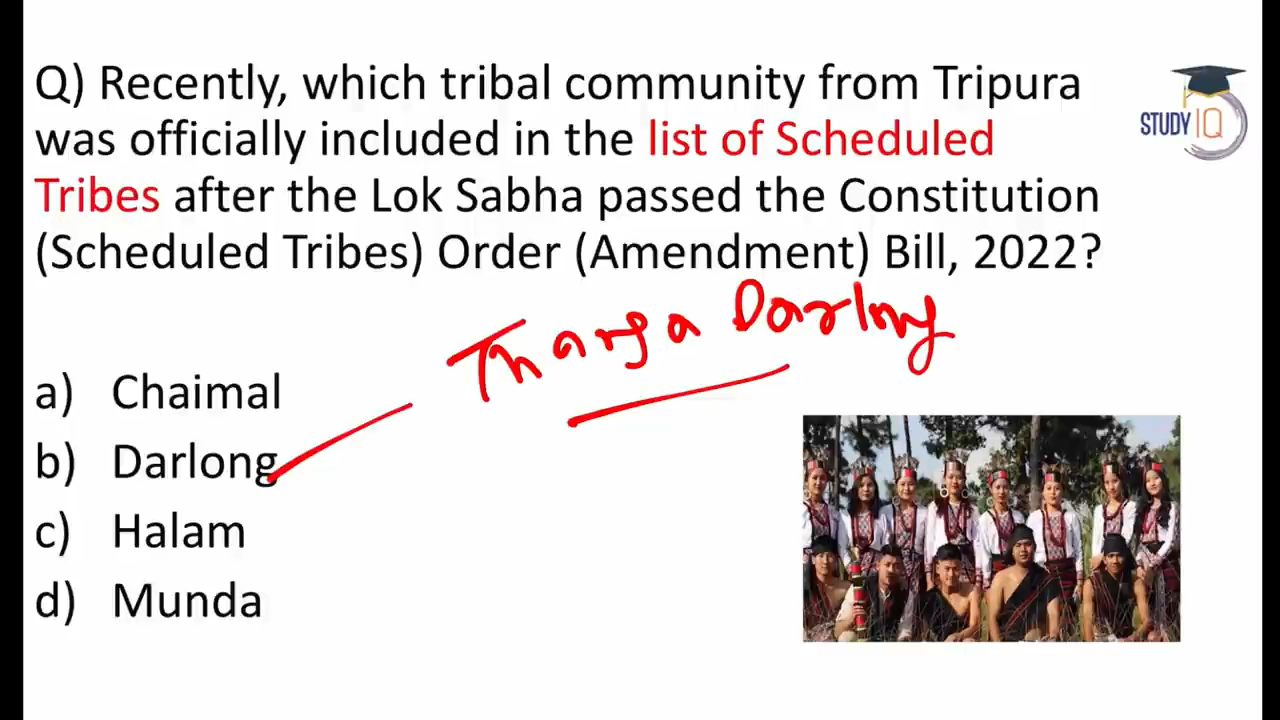 Q) Recently, which tribal community from Tripura
was officially included in the list of Scheduled
Tribes after the Lok Sabha passed the Constitution
(Scheduled Tribes) Order (Amendment) Bill, 2022?
STUDY IQ
Thanga Darlong
a) Chaimal
b) Darlong
c) Halam
d) Munda